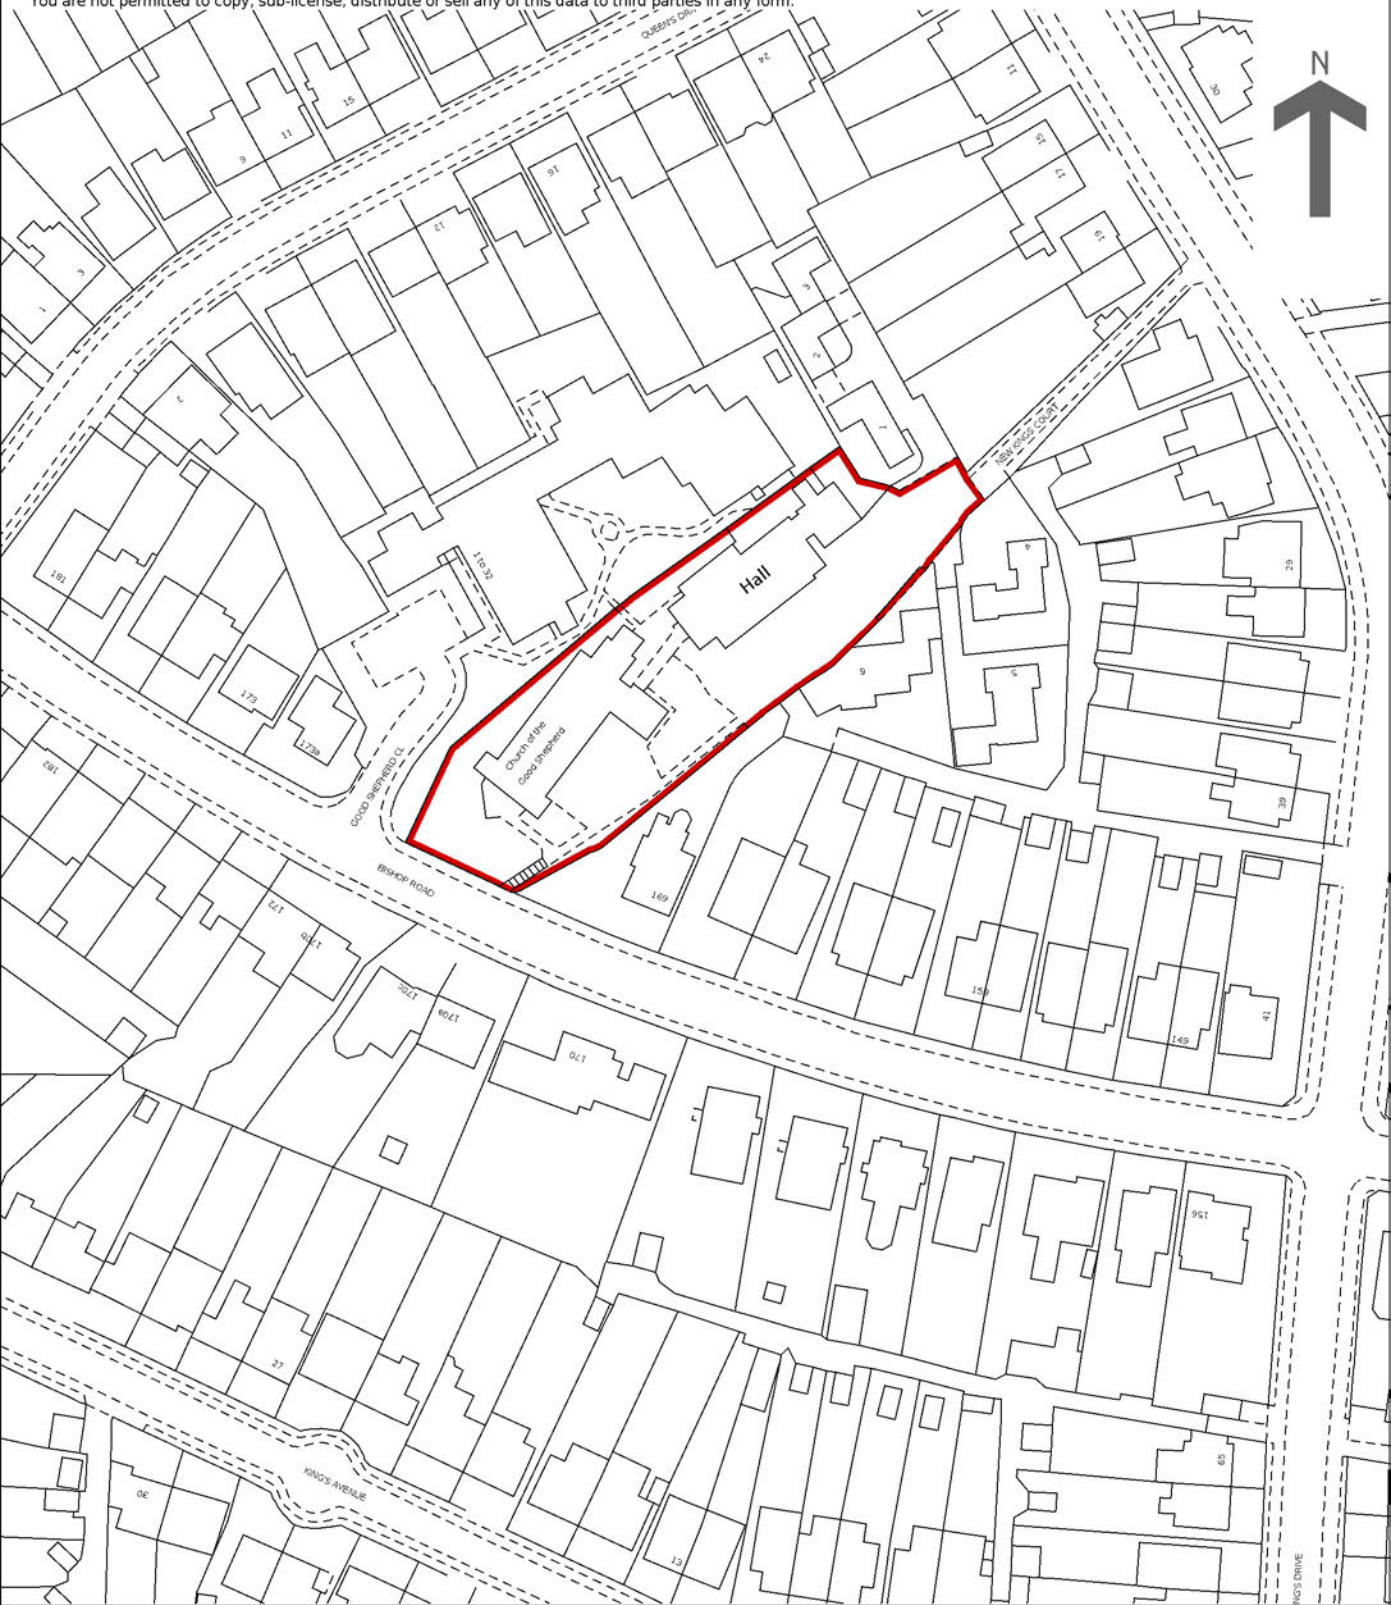 You are not permitted to copy, sub-license, distribute or sell any of this data to third parties in any form.
QUEEN'S
N
24
11
30
15
11
9
15
17
16
12
19
3
3
1
2
2
1
NEW KINGS COURT
181
11 to 32
Hall
4
29
173
173a
6
5
Church of the
Good Shepherd
182
GOOD SHEPHERD CL
39
BISHOP ROAD
169
172
170b
170c
170a
159
149
41
170
156
27
KING'S AVENUE
30
13
65
NG'S DRIVE